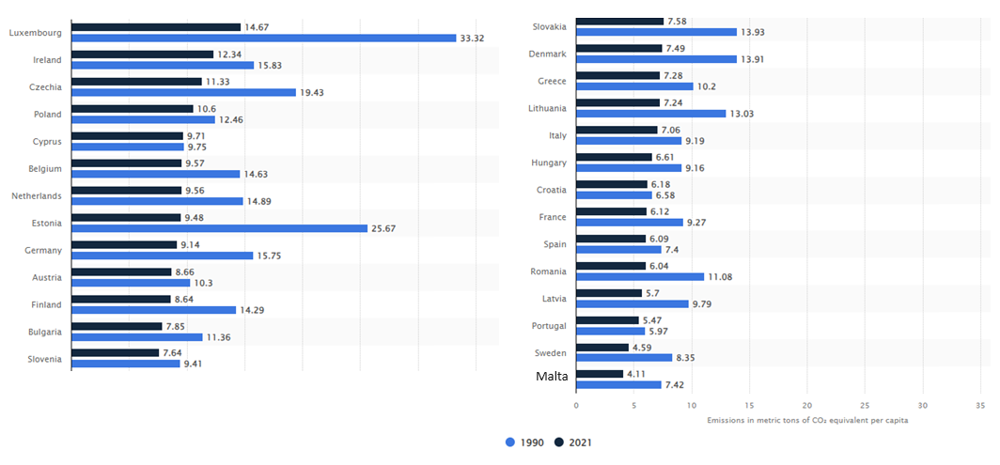 Luxembourg 14.67
33.32
Ireland 12.34
15.83
Czechia 11.33
19.43
Poland 10.6
12.46
Cyprus 9.71
9.75
Belgium 9.57
14.63
Netherlands 9.56
14.89
Estonia 9.48
25.67
Germany 9.14
15.75
Austria 8.66
10.3
Finland 8.64
14.29
Bulgaria 7.85
11.36
Slovenia 7.64
9.41
Slovakia 7.58
13.93
Denmark 7.49
13.91
Greece 7.28
10.2
Lithuania 7.24
13.03
Italy 7.06
9.19
Hungary 6.61
9.16
Croatia 6.18
6.58
France 6.12
9.27
Spain 6.09
7.4
Romania 6.04
11.08
Latvia 5.7
9.79
Portugal 5.47
5.97
Sweden 4.59
8.35
Malta 4.11
7.42
0 5 10 15 20 25 30 35
Emissions in metric tons of CO₂ equivalent per capita
1990 2021